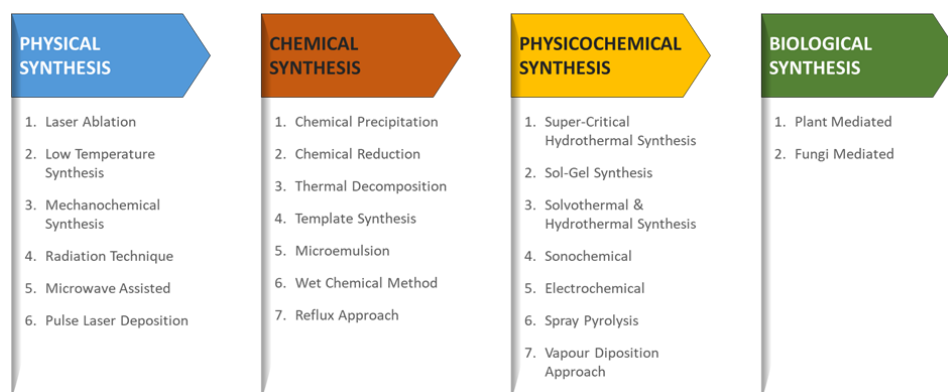 PHYSICAL
SYNTHESIS
1. Laser Ablation
2. Low Temperature
Synthesis
3. Mechanochemical
Synthesis
4. Radiation Technique
5. Microwave Assisted
6. Pulse Laser Deposition
CHEMICAL
SYNTHESIS
1. Chemical Precipitation
2. Chemical Reduction
3. Thermal Decomposition
4. Template Synthesis
5. Microemulsion
6. Wet Chemical Method
7. Reflux Approach
PHYSICOCHEMICAL
SYNTHESIS
1. Super-Critical
Hydrothermal Synthesis
2. Sol-Gel Synthesis
3. Solvothermal &
Hydrothermal Synthesis
4. Sonochemical
5. Electrochemical
6. Spray Pyrolysis
7. Vapour Diposition
Approach
BIOLOGICAL
SYNTHESIS
1. Plant Mediated
2. Fungi Mediated